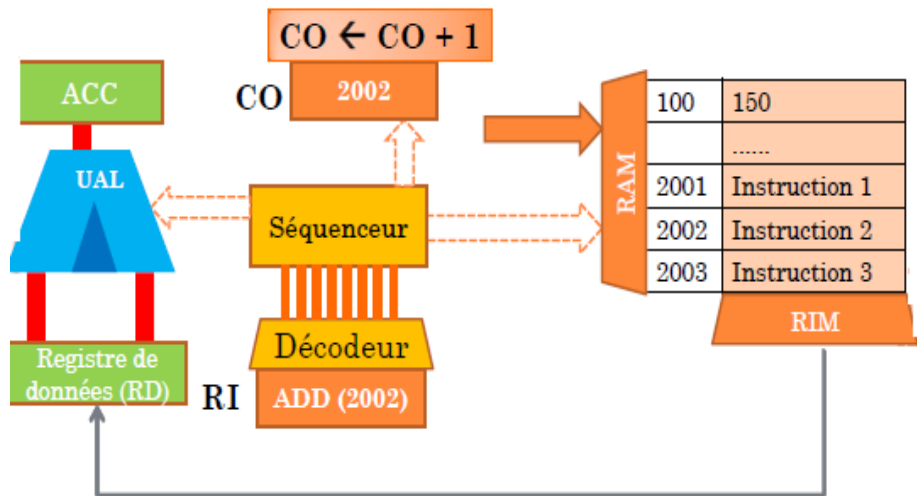 CO ← CO + 1
ACC
CO
2002
UAL
Séquenceur
Décodeur
RI
ADD (2002)
Registre de
données (RD)
RAM
100 150
......
2001 Instruction 1
2002 Instruction 2
2003 Instruction 3
RIM